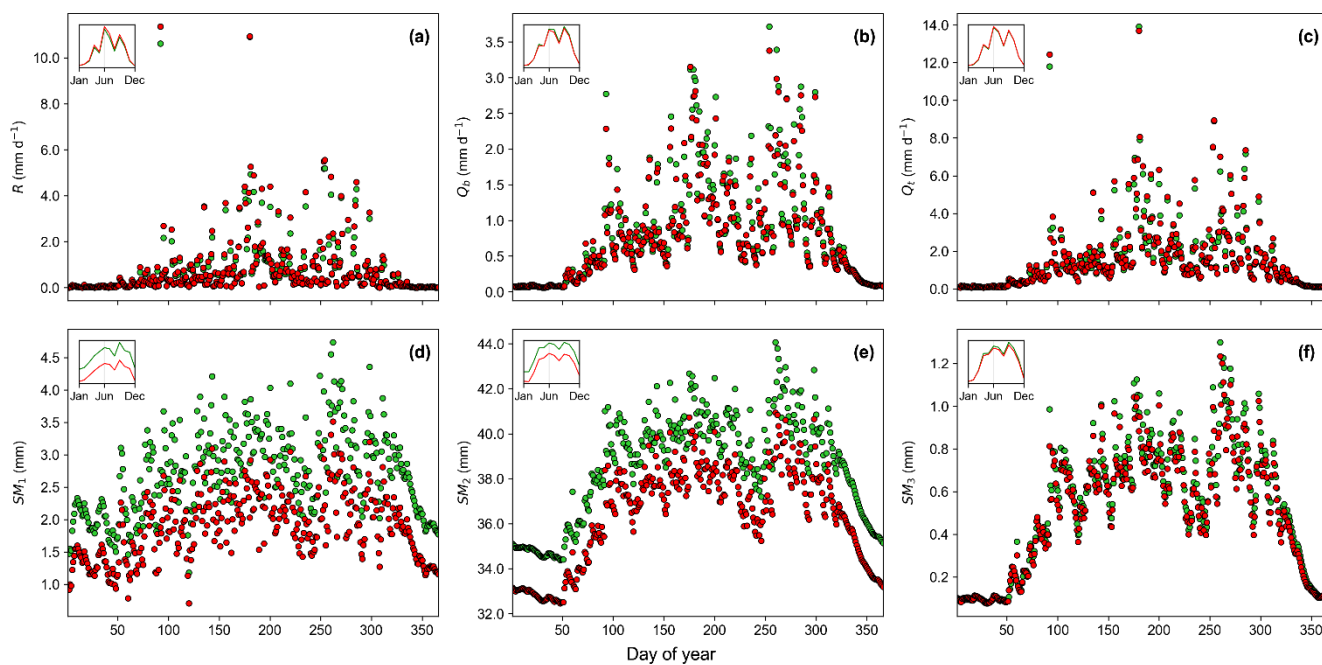 (a)
Jan Jun Dec
R (mm d⁻¹)
10.0
8.0
6.0
4.0
2.0
0.0
(b)
Jan Jun Dec
Q_b (mm d⁻¹)
3.5
3.0
2.5
2.0
1.5
1.0
0.5
0.0
(c)
Jan Jun Dec
Q_t (mm d⁻¹)
14.0
12.0
10.0
8.0
6.0
4.0
2.0
0.0
(d)
Jan Jun Dec
SM₁ (mm)
4.5
4.0
3.5
3.0
2.5
2.0
1.5
1.0
50 100 150 200 250 300 350
(e)
Jan Jun Dec
SM₂ (mm)
44.0
42.0
40.0
38.0
36.0
34.0
32.0
50 100 150 200 250 300 350
(f)
Jan Jun Dec
SM₃ (mm)
1.2
1.0
0.8
0.6
0.4
0.2
50 100 150 200 250 300 350
Day of year